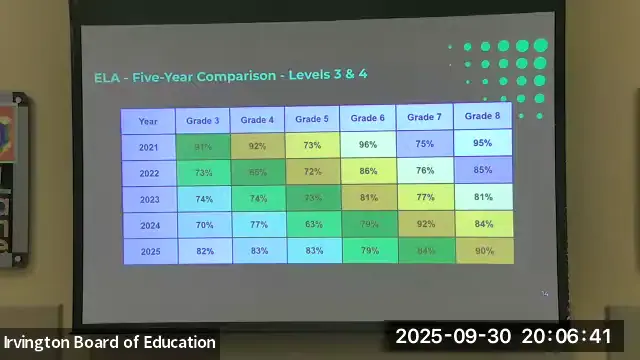 ELA - Five-Year Comparison - Levels 3 & 4
Year Grade 3 Grade 4 Grade 5 Grade 6 Grade 7 Grade 8
2021 91% 92% 73% 96% 75% 95%
2022 73% 72% 86% 76% 85%
2023 74% 74% 73% 81% 77% 81%
2024 70% 77% 63% 79% 92% 84%
2025 82% 83% 83% 79% 84% 90%
14
Irvington Board of Education
2025-09-30 20:06:41